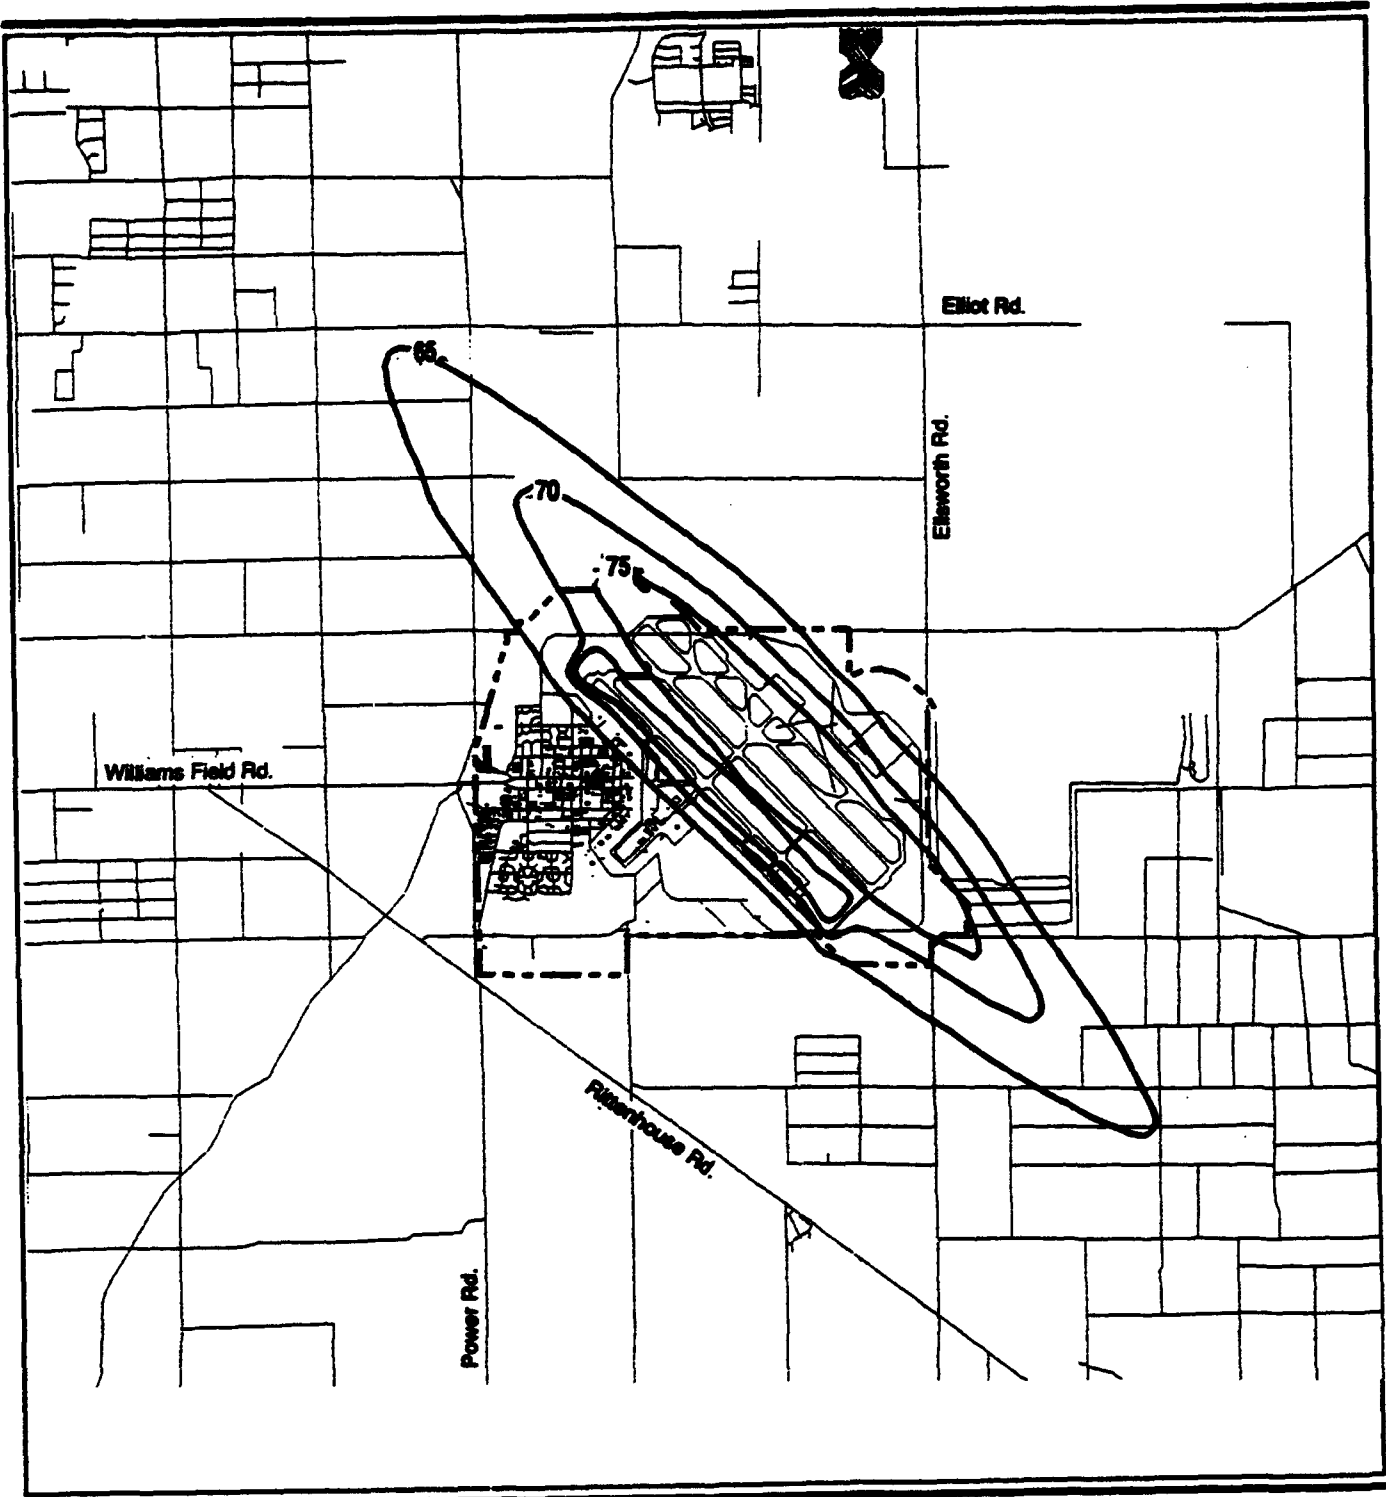 Elliot Rd.
65
Ellsworth Rd.
70
75
Williams Field Rd.
Rittenhouse Rd.
Power Rd.